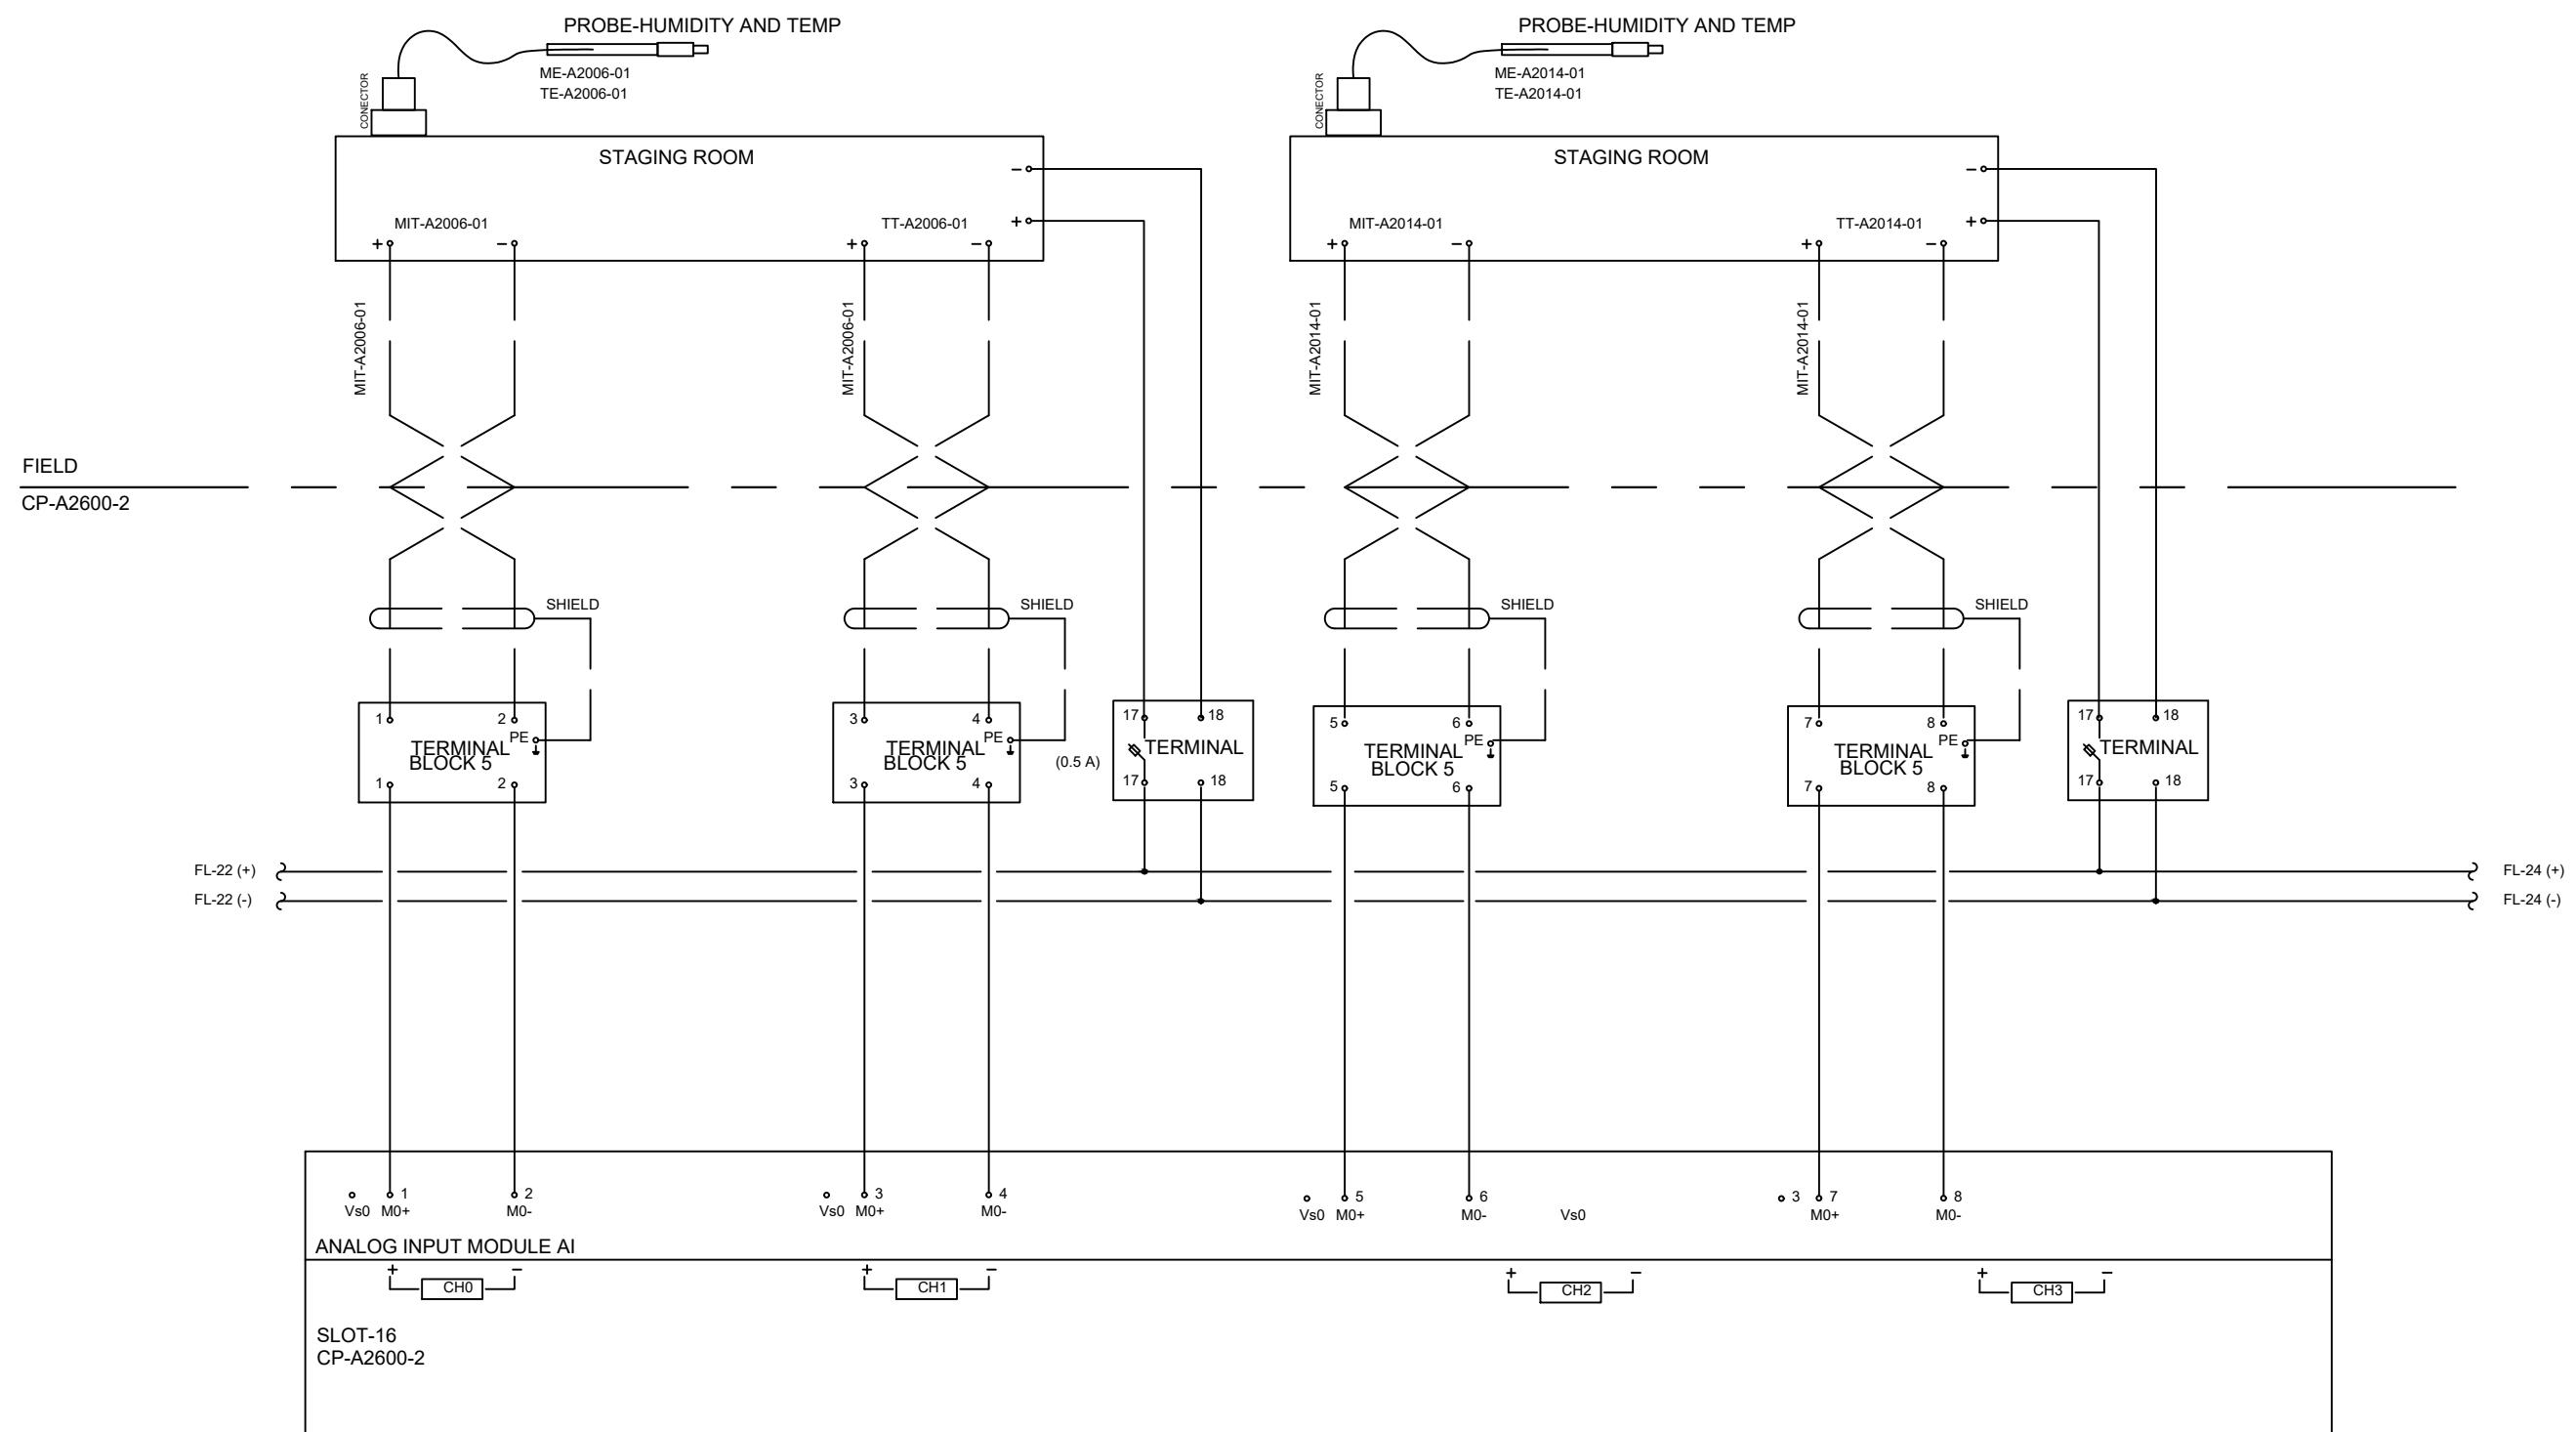 PROBE-HUMIDITY AND TEMP
PROBE-HUMIDITY AND TEMP
ME-A2006-01
TE-A2006-01
ME-A2014-01
TE-A2014-01
CONECTOR
CONECTOR
STAGING ROOM
STAGING ROOM
−
−
MIT-A2006-01
TT-A2006-01
+
MIT-A2014-01
TT-A2014-01
+
+ − + −
+ − + −
MIT-A2006-01
MIT-A2006-01
MIT-A2014-01
MIT-A2014-01
FIELD
CP-A2600-2
SHIELD
SHIELD
SHIELD
SHIELD
1 2
PE
TERMINAL
BLOCK 5
1 2
3 4
PE
TERMINAL
BLOCK 5
3 4
17 18
TERMINAL
(0.5 A)
17 18
5 6
PE
TERMINAL
BLOCK 5
5 6
7 8
PE
TERMINAL
BLOCK 5
7 8
17 18
TERMINAL
17 18
FL-22 (+)
FL-24 (+)
FL-22 (-)
FL-24 (-)
1 2 3 4 5 6 3 7 8
Vs0 M0+ M0- Vs0 M0+ M0- Vs0 M0+ M0- Vs0 M0+ M0-
ANALOG INPUT MODULE AI
+ − + − + − + −
CH0 CH1 CH2 CH3
SLOT-16
CP-A2600-2